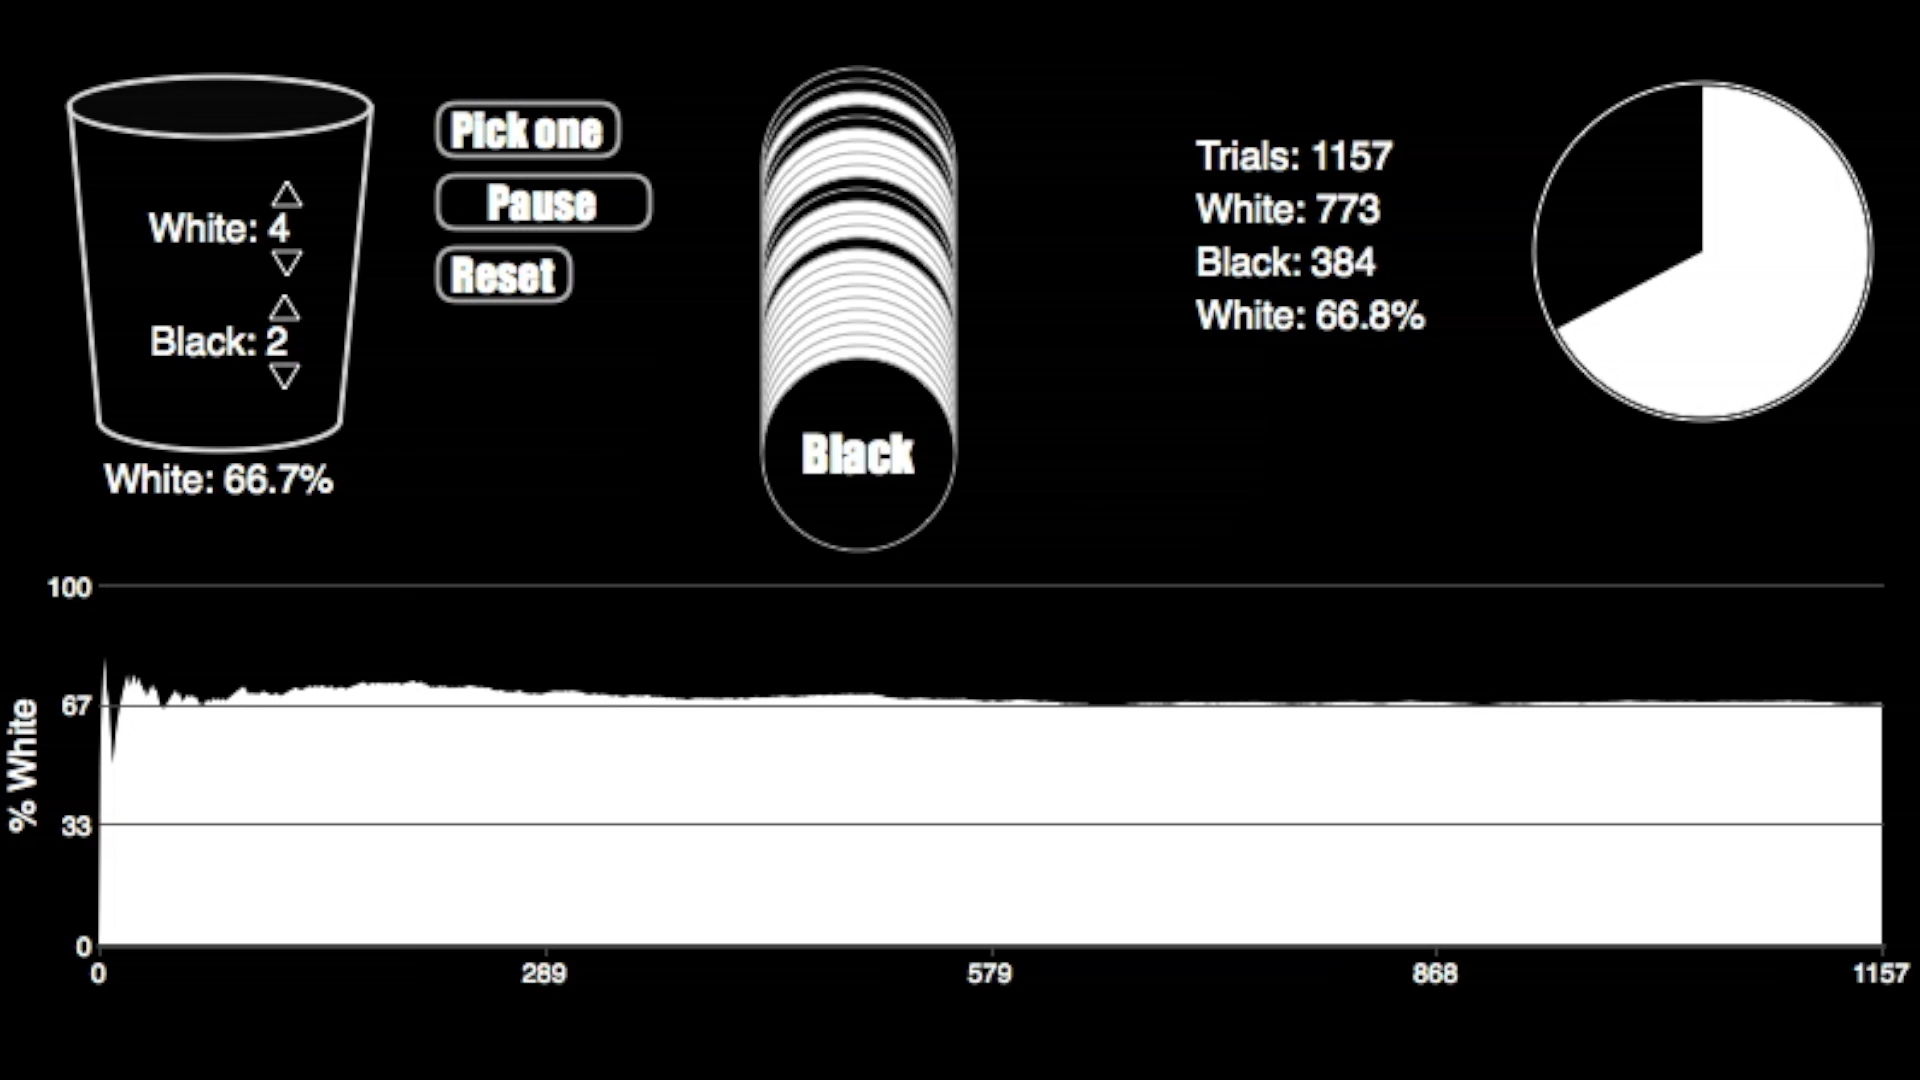 White: 4
Black: 2
White: 66.7%
Pick one
Pause
Reset
Black
Trials: 1157
White: 773
Black: 384
White: 66.8%
% White
100
67
33
0
0 289 579 868 1157